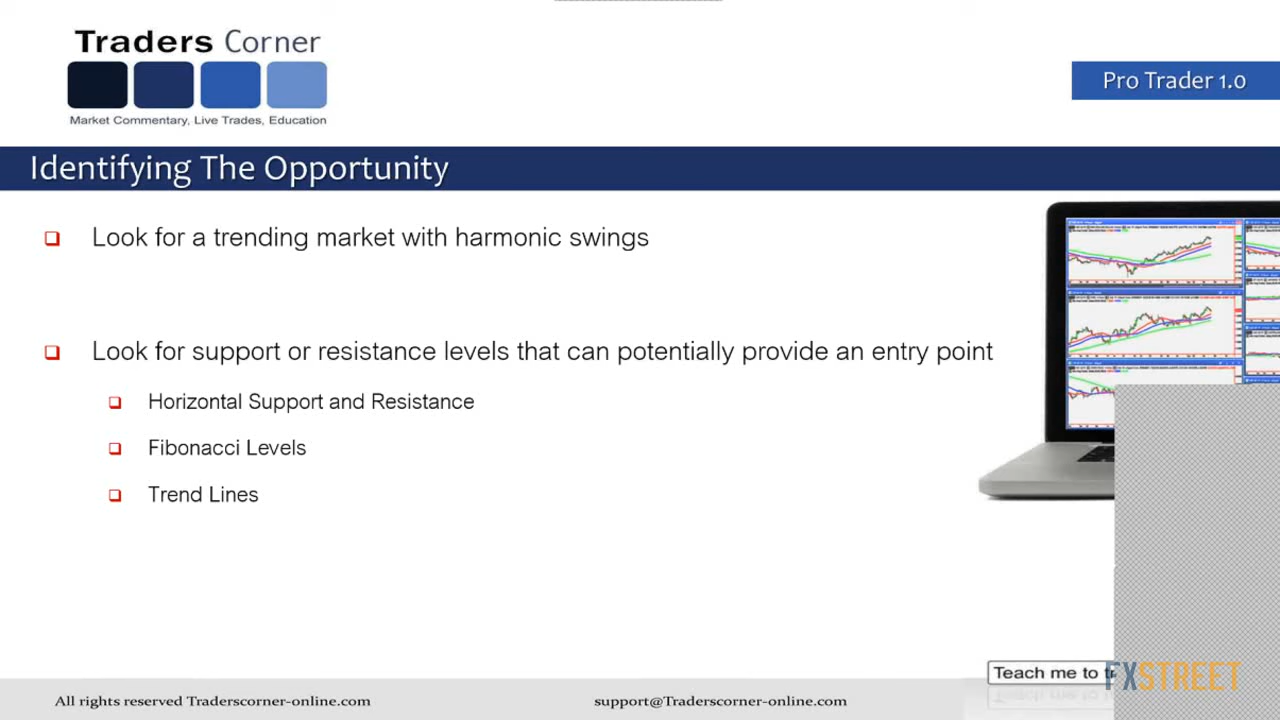 Traders Corner
Market Commentary, Live Trades, Education
Pro Trader 1.0
Identifying The Opportunity
Look for a trending market with harmonic swings
Look for support or resistance levels that can potentially provide an entry point
Horizontal Support and Resistance
Fibonacci Levels
Trend Lines
Teach me to
FXSTREET
All rights reserved Traderscorner-online.com
support@Traderscorner-online.com